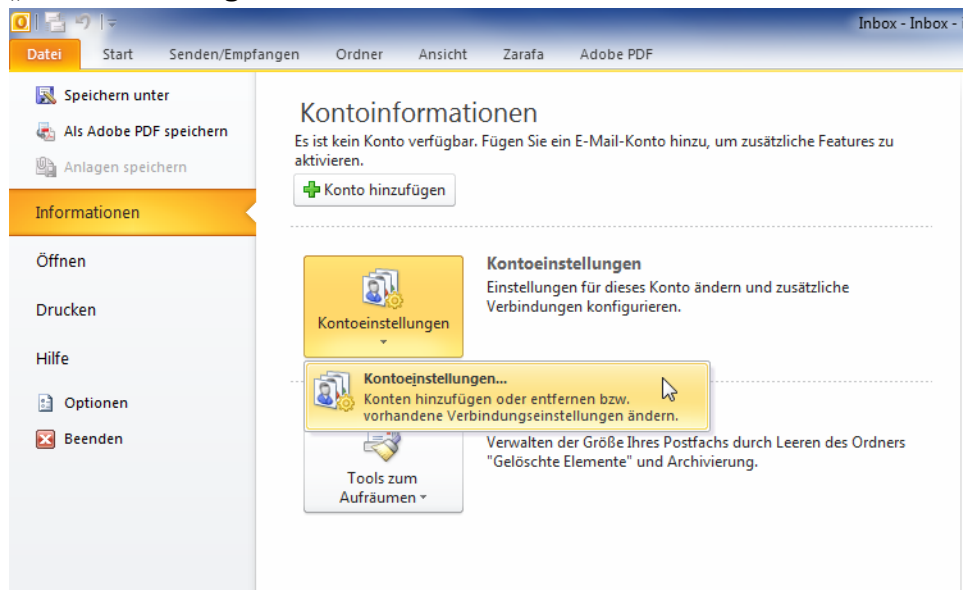 Inbox - Inbox -
Datei Start Senden/Empfangen Ordner Ansicht Zarafa Adobe PDF
Speichern unter
Als Adobe PDF speichern
Anlagen speichern
Informationen
Öffnen
Drucken
Hilfe
Optionen
Beenden
Kontoinformationen
Es ist kein Konto verfügbar. Fügen Sie ein E-Mail-Konto hinzu, um zusätzliche Features zu
aktivieren.
Konto hinzufügen
Kontoeinstellungen
Kontoeinstellungen
Einstellungen für dieses Konto ändern und zusätzliche
Verbindungen konfigurieren.
Kontoeinstellungen...
Konten hinzufügen oder entfernen bzw.
vorhandene Verbindungseinstellungen ändern.
Tools zum
Aufräumen
Verwalten der Größe Ihres Postfachs durch Leeren des Ordners
"Gelöschte Elemente" und Archivierung.